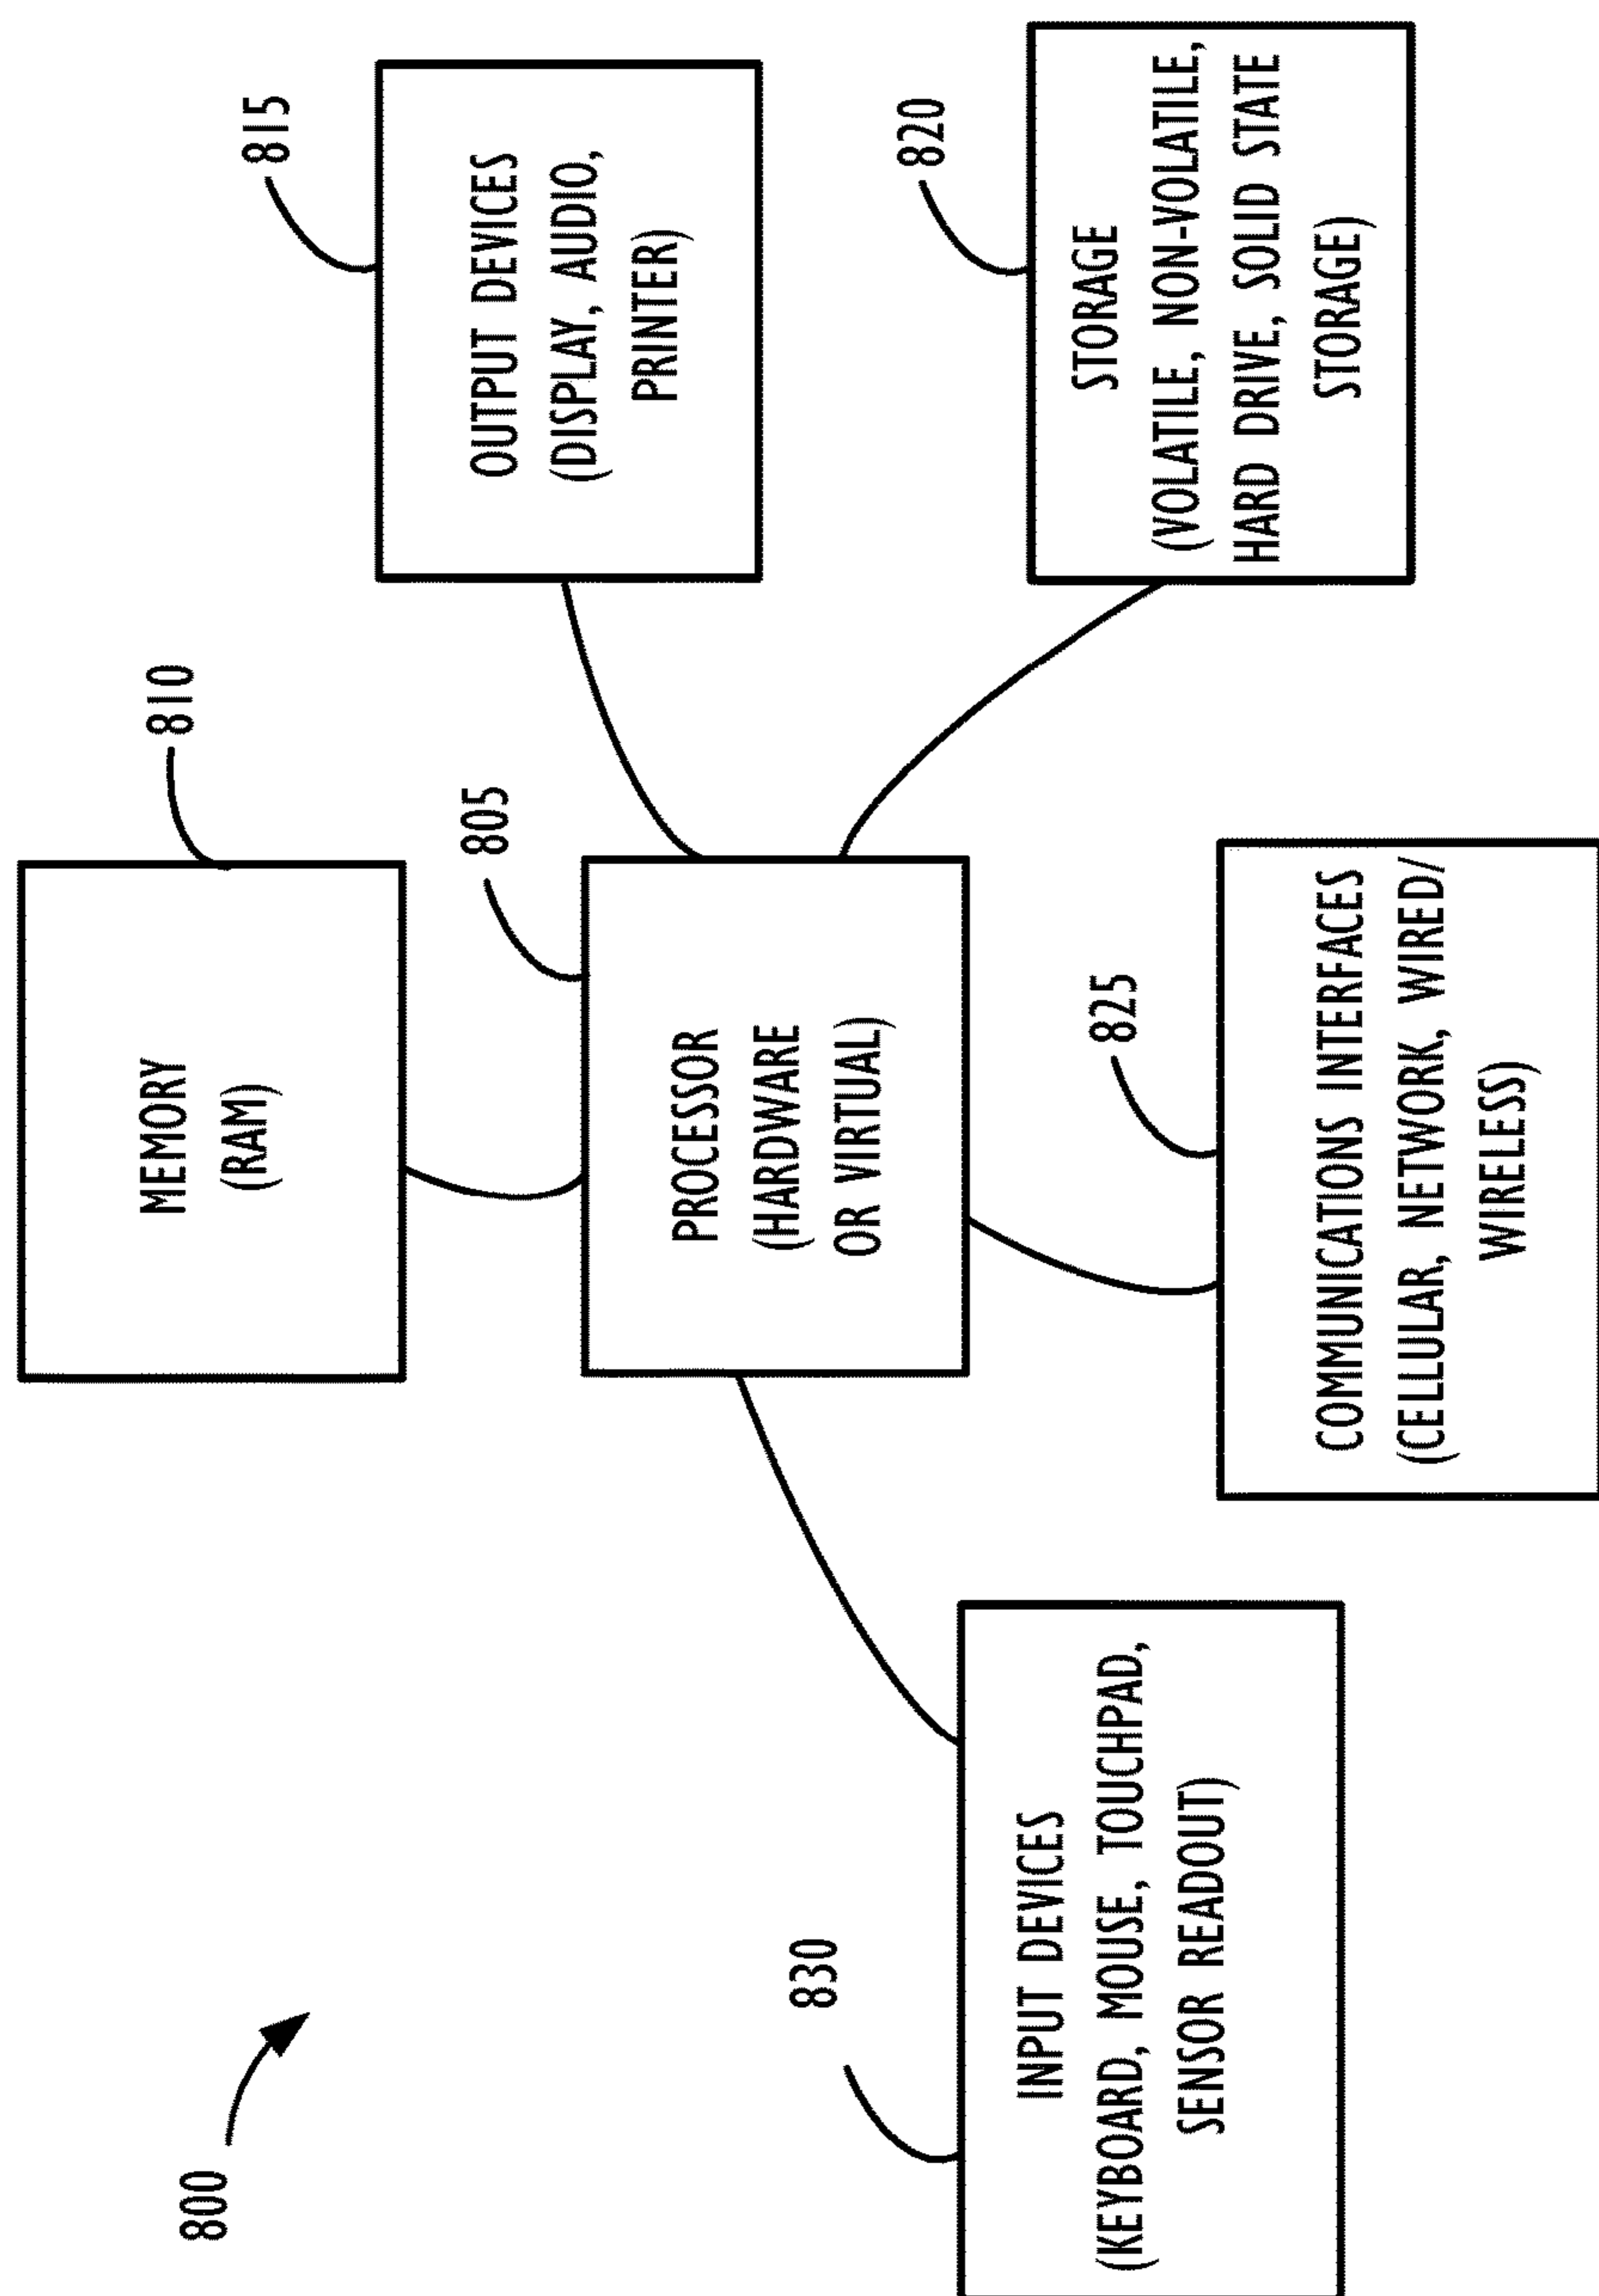 800
810
MEMORY
(RAM)
815
OUTPUT DEVICES
(DISPLAY, AUDIO,
PRINTER)
805
PROCESSOR
(HARDWARE
OR VIRTUAL)
820
STORAGE
(VOLATILE, NON-VOLATILE,
HARD DRIVE, SOLID STATE
STORAGE)
830
INPUT DEVICES
(KEYBOARD, MOUSE, TOUCHPAD,
SENSOR READOUT)
825
COMMUNICATIONS INTERFACES
(CELLULAR, NETWORK, WIRED/
WIRELESS)